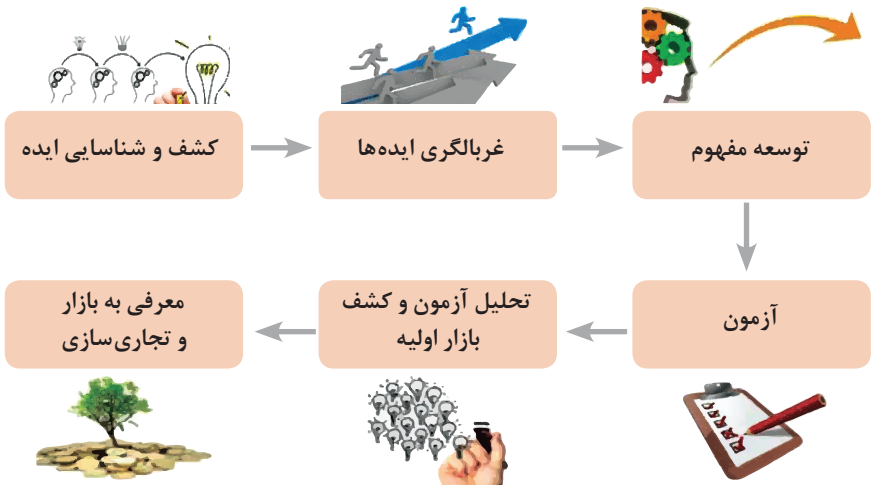 کشف و شناسایی ایده
غربالگری ایده‌ها
توسعه مفهوم
آزمون
تحلیل آزمون و کشف
بازار اولیه
معرفی به بازار
و تجاری‌سازی